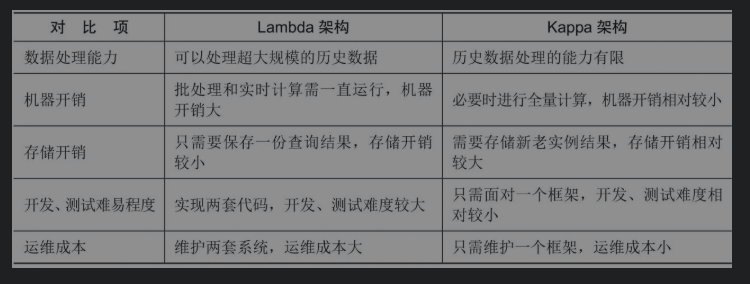 对 比 项 Lambda 架构 Kappa 架构
数据处理能力 可以处理超大规模的历史数据 历史数据处理的能力有限
机器开销 批处理和实时计算需一直运行，机器
开销大 必要时进行全量计算，机器开销相对较小
存储开销 只需要保存一份查询结果，存储开销
较小 需要存储新老实例结果，存储开销相对
较大
开发、测试难易程度 实现两套代码，开发、测试难度较大 只需面对一个框架，开发、测试难度相
对较小
运维成本 维护两套系统，运维成本大 只需维护一个框架，运维成本小